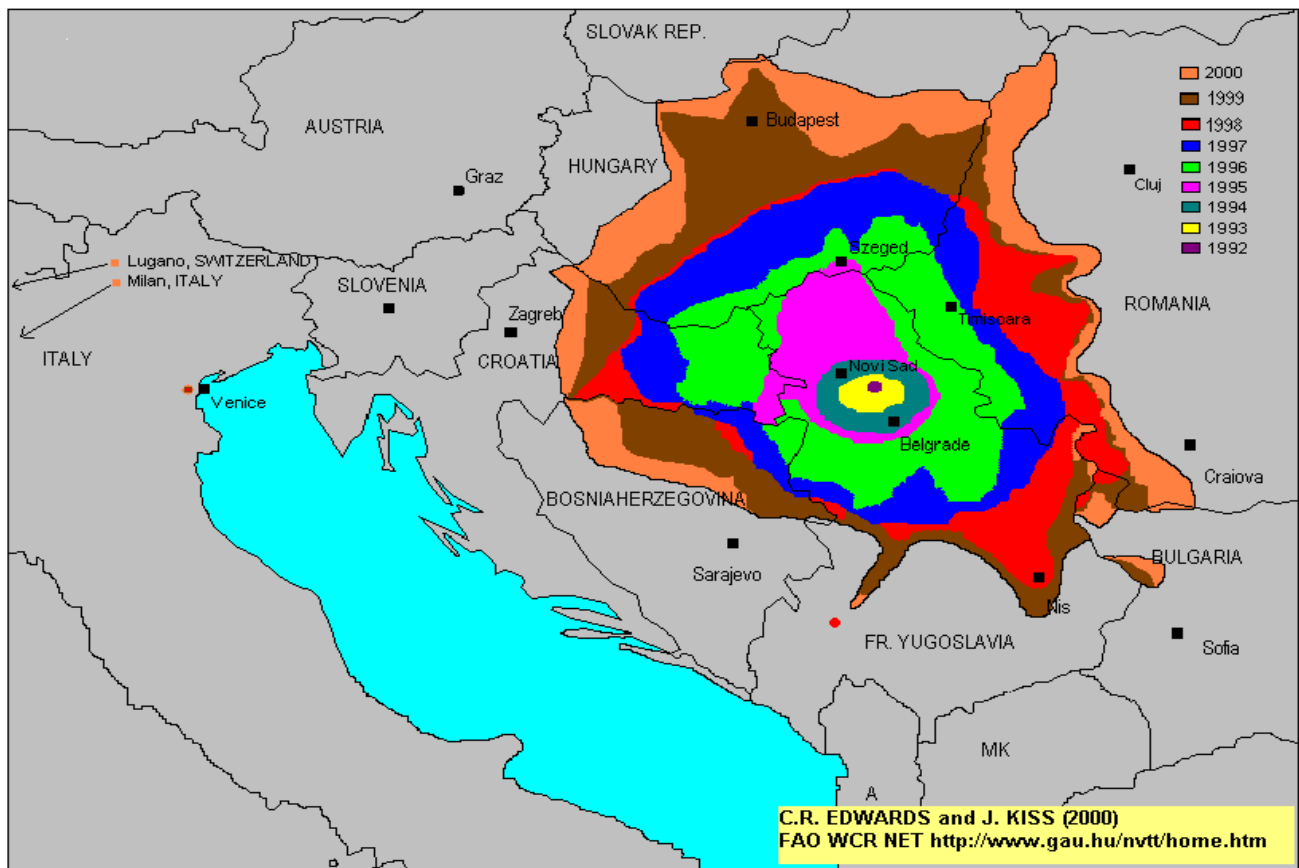 SLOVAK REP.
2000
1999
1998
1997
1996
1995
1994
1993
1992
AUSTRIA
Budapest
HUNGARY
Graz
Cluj
Szeged
Lugano, SWITZERLAND
Milan, ITALY
SLOVENIA
ROMANIA
Zagreb
Timisoara
CROATIA
ITALY
Novi Sad
Venice
Belgrade
Craiova
BOSNIAHERZEGOVINA
BULGARIA
Sarajevo
Nis
FR. YUGOSLAVIA
Sofia
MK
A
C.R. EDWARDS and J. KISS (2000)
FAO WCR NET http://www.gau.hu/nvtt/home.htm